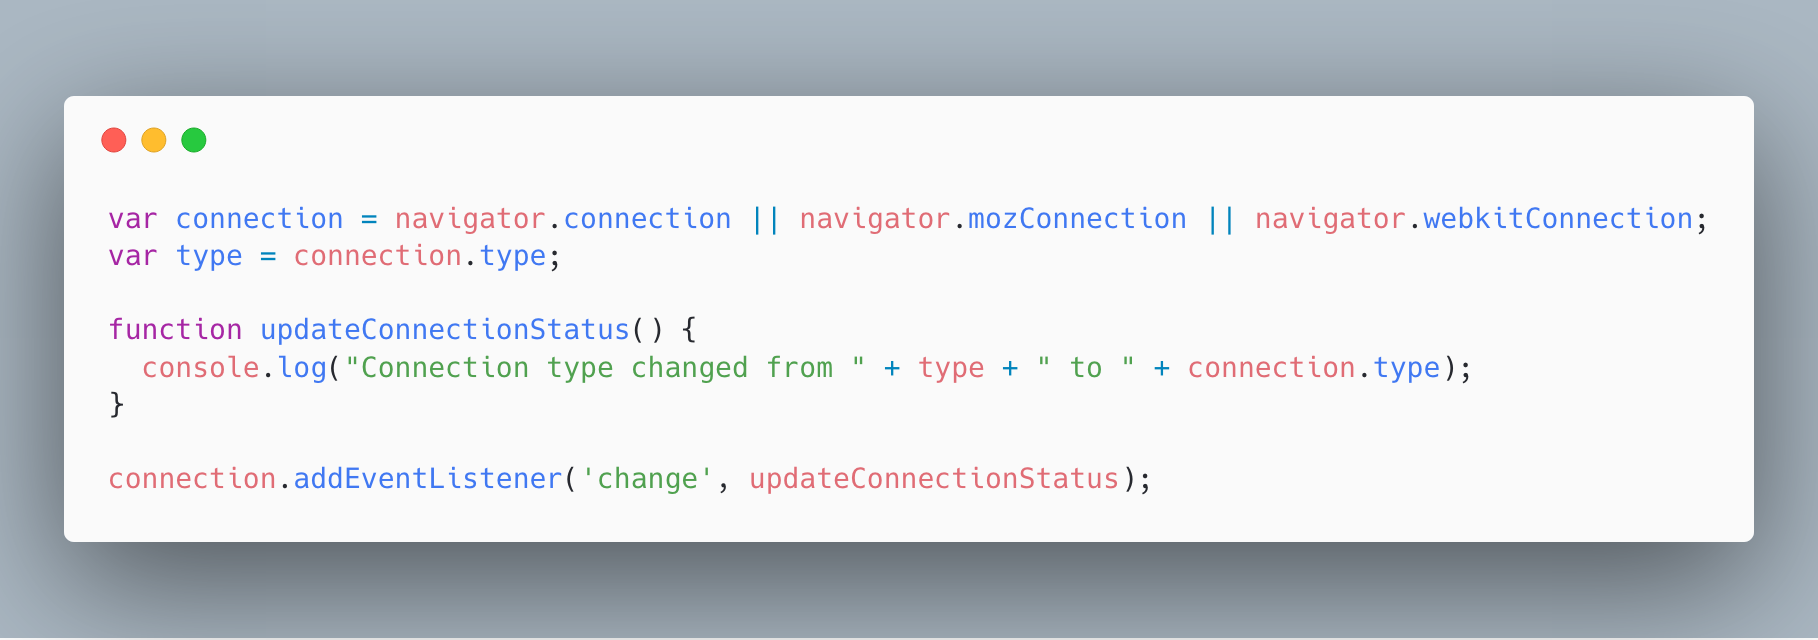 var connection = navigator.connection || navigator.mozConnection || navigator.webkitConnection;
var type = connection.type;
function updateConnectionStatus() {
  console.log("Connection type changed from " + type + " to " + connection.type);
}
connection.addEventListener('change', updateConnectionStatus);